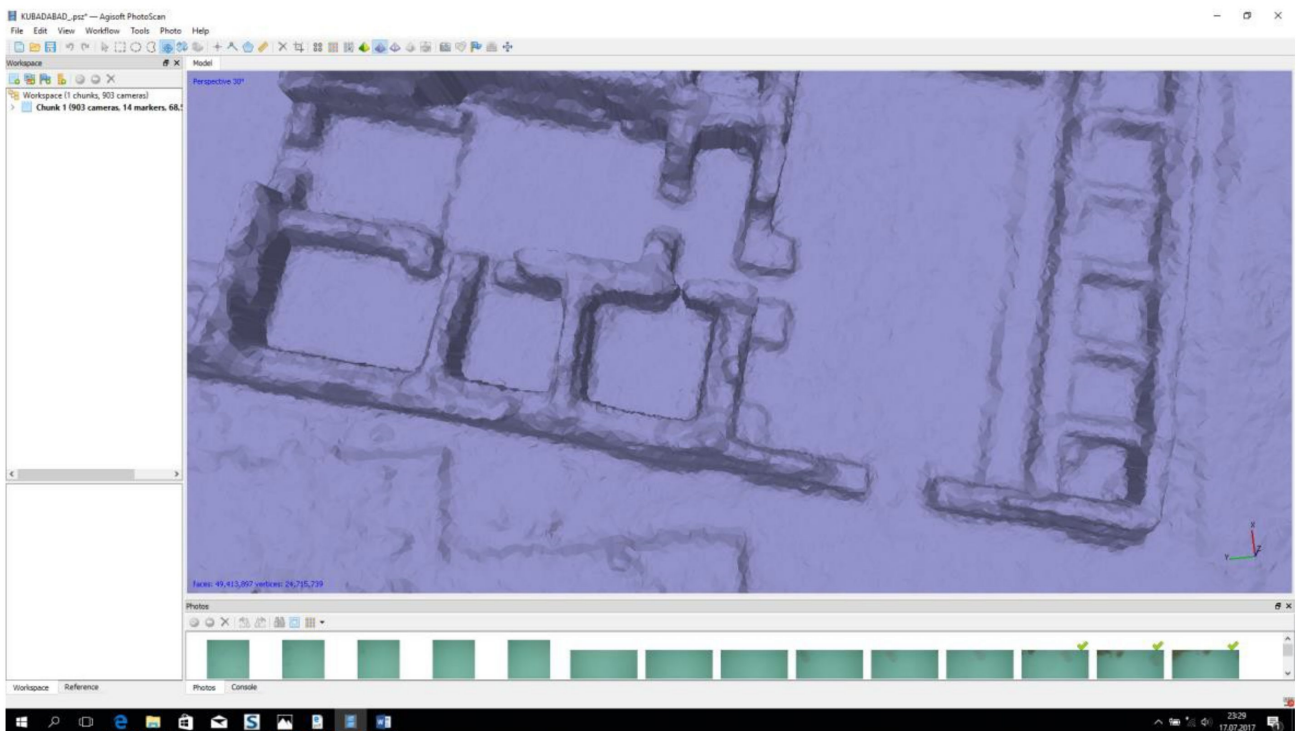 KUBADABAD_.psz* — Agisoft PhotoScan
File Edit View Workflow Tools Photo Help
Workspace
Model
Workspace (1 chunks, 903 cameras)
Chunk 1 (903 cameras, 14 markers, 68,
Perspective 30°
X
Y
Z
faces: 49,413,897 vertices: 24,715,739
Photos
Workspace Reference
Photos Console
23:29
17.07.2017